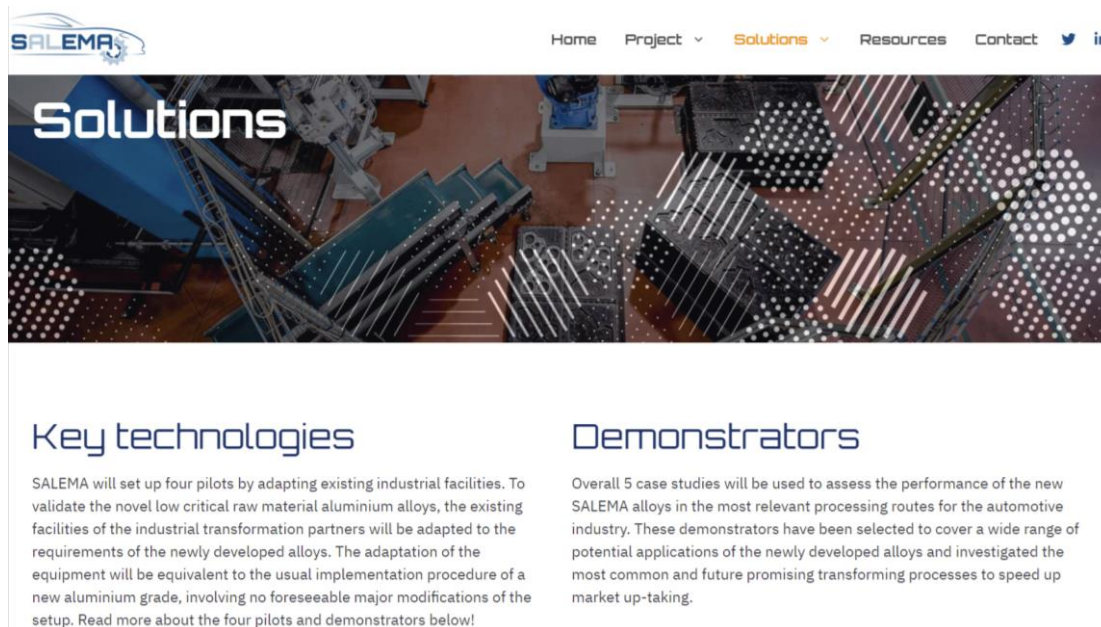 SALEMA
Home Project Solutions Resources Contact
Solutions
Key technologies
SALEMA will set up four pilots by adapting existing industrial facilities. To
validate the novel low critical raw material aluminium alloys, the existing
facilities of the industrial transformation partners will be adapted to the
requirements of the newly developed alloys. The adaptation of the
equipment will be equivalent to the usual implementation procedure of a
new aluminium grade, involving no foreseeable major modifications of the
setup. Read more about the four pilots and demonstrators below!
Demonstrators
Overall 5 case studies will be used to assess the performance of the new
SALEMA alloys in the most relevant processing routes for the automotive
industry. These demonstrators have been selected to cover a wide range of
potential applications of the newly developed alloys and investigated the
most common and future promising transforming processes to speed up
market up-taking.